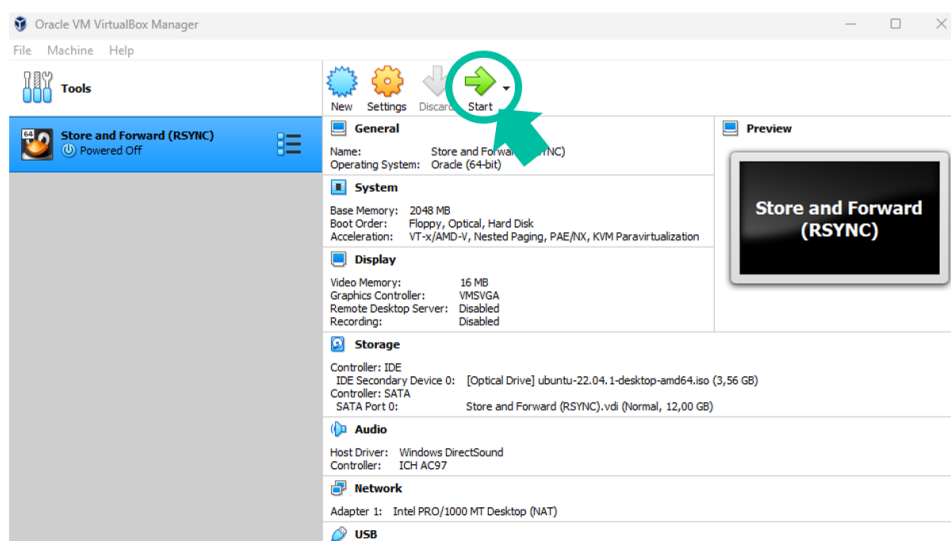 Oracle VM VirtualBox Manager
File Machine Help
Tools
New Settings Discard Start
64
Store and Forward (RSYNC)
Powered Off
General
Name: Store and Forwa YNC)
Operating System: Oracle (64-bit)
System
Base Memory: 2048 MB
Boot Order: Floppy, Optical, Hard Disk
Acceleration: VT-x/AMD-V, Nested Paging, PAE/NX, KVM Paravirtualization
Display
Video Memory: 16 MB
Graphics Controller: VMSVGA
Remote Desktop Server: Disabled
Recording: Disabled
Storage
Controller: IDE
IDE Secondary Device 0: [Optical Drive] ubuntu-22.04.1-desktop-amd64.iso (3,56 GB)
Controller: SATA
SATA Port 0: Store and Forward (RSYNC).vdi (Normal, 12,00 GB)
Audio
Host Driver: Windows DirectSound
Controller: ICH AC97
Network
Adapter 1: Intel PRO/1000 MT Desktop (NAT)
USB
Preview
Store and Forward
(RSYNC)